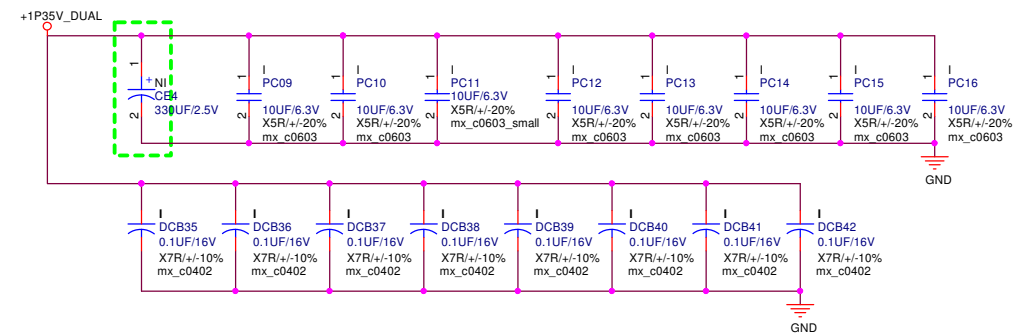 +1P35V_DUAL
1
+
NI
CE4
330UF/2.5V
2
1
I
PC09
10UF/6.3V
X5R/+/-20%
mx_c0603
2
1
I
PC10
10UF/6.3V
X5R/+/-20%
mx_c0603
2
1
I
PC11
10UF/6.3V
X5R/+/-20%
mx_c0603_small
2
1
I
PC12
10UF/6.3V
X5R/+/-20%
mx_c0603
2
1
I
PC13
10UF/6.3V
X5R/+/-20%
mx_c0603
2
1
I
PC14
10UF/6.3V
X5R/+/-20%
mx_c0603
2
1
I
PC15
10UF/6.3V
X5R/+/-20%
mx_c0603
2
1
I
PC16
10UF/6.3V
X5R/+/-20%
mx_c0603
2
GND
I
DCB35
0.1UF/16V
X7R/+/-10%
mx_c0402
I
DCB36
0.1UF/16V
X7R/+/-10%
mx_c0402
I
DCB37
0.1UF/16V
X7R/+/-10%
mx_c0402
I
DCB38
0.1UF/16V
X7R/+/-10%
mx_c0402
I
DCB39
0.1UF/16V
X7R/+/-10%
mx_c0402
I
DCB40
0.1UF/16V
X7R/+/-10%
mx_c0402
I
DCB41
0.1UF/16V
X7R/+/-10%
mx_c0402
I
DCB42
0.1UF/16V
X7R/+/-10%
mx_c0402
GND